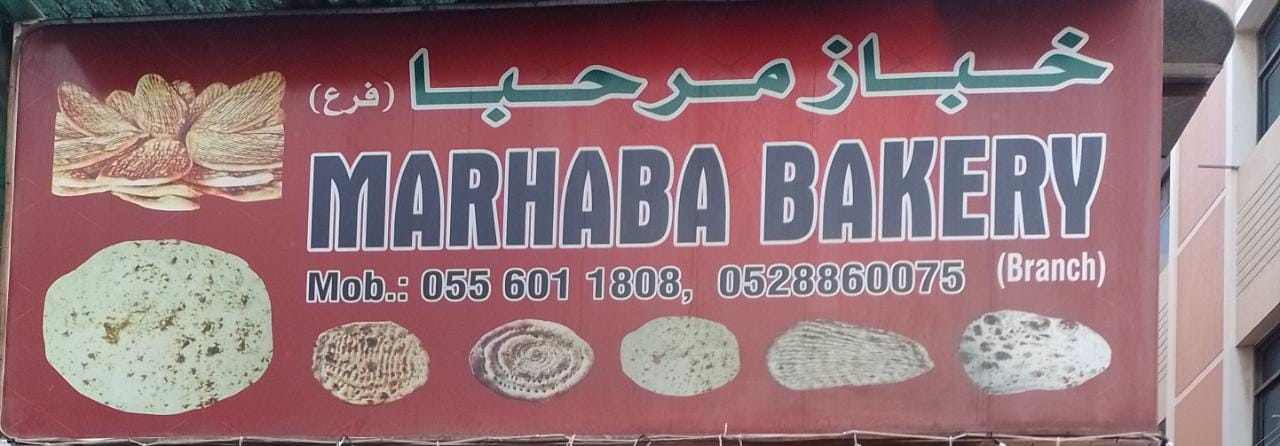 خباز مرحبا (فرع)
MARHABA BAKERY
Mob.: 055 601 1808, 0528860075 (Branch)